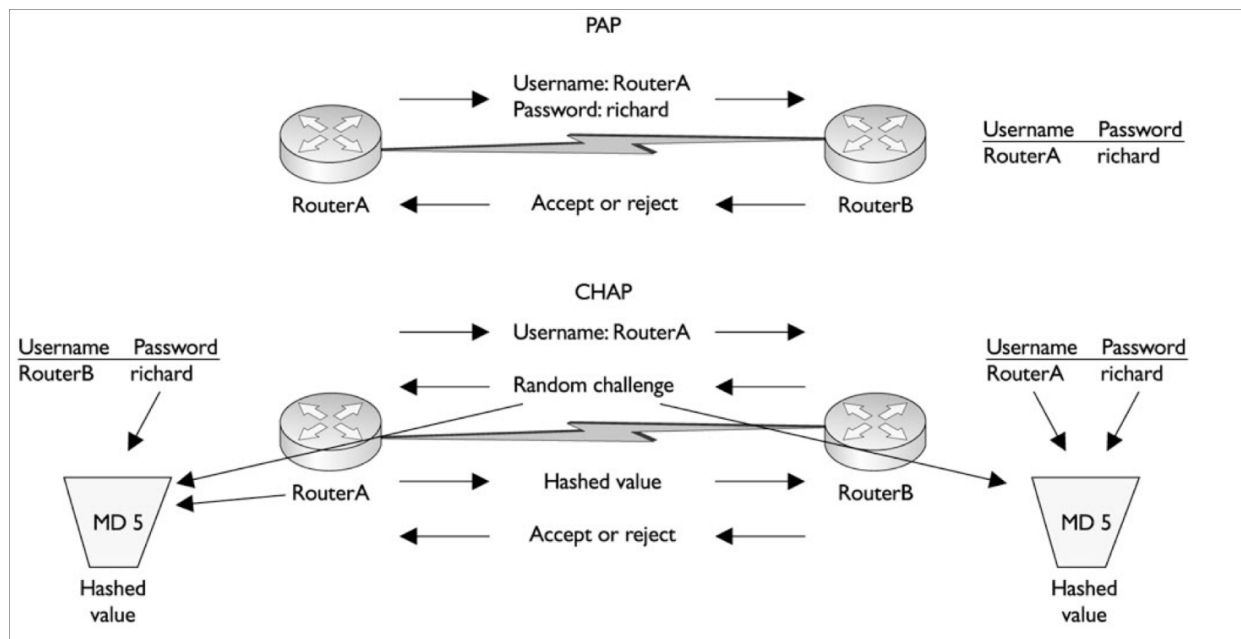 PAP
Username: RouterA
Password: richard
Username Password
RouterA richard
RouterA
Accept or reject
RouterB
CHAP
Username: RouterA
Username Password
RouterB richard
Username Password
RouterA richard
Random challenge
RouterA
Hashed value
RouterB
MD 5
Accept or reject
MD 5
Hashed
value
Hashed
value